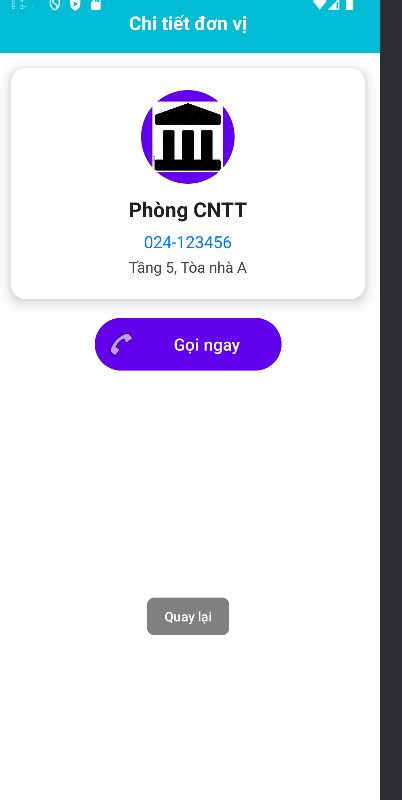 Chi tiết đơn vị
Phòng CNTT
024-123456
Tầng 5, Tòa nhà A
Gọi ngay
Quay lại